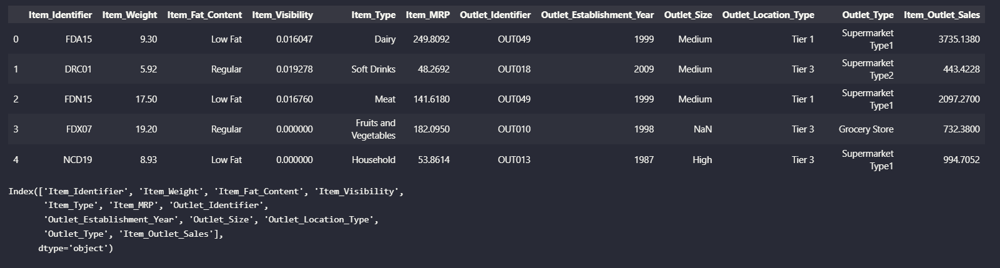 Item_Identifier Item_Weight Item_Fat_Content Item_Visibility Item_Type Item_MRP Outlet_Identifier Outlet_Establishment_Year Outlet_Size Outlet_Location_Type Outlet_Type Item_Outlet_Sales
0 FDA15 9.30 Low Fat 0.016047 Dairy 249.8092 OUT049 1999 Medium Tier 1 Supermarket Type1 3735.1380
1 DRC01 5.92 Regular 0.019278 Soft Drinks 48.2692 OUT018 2009 Medium Tier 3 Supermarket Type2 443.4228
2 FDN15 17.50 Low Fat 0.016760 Meat 141.6180 OUT049 1999 Medium Tier 1 Supermarket Type1 2097.2700
3 FDX07 19.20 Regular 0.000000 Fruits and Vegetables 182.0950 OUT010 1998 NaN Tier 3 Grocery Store 732.3800
4 NCD19 8.93 Low Fat 0.000000 Household 53.8614 OUT013 1987 High Tier 3 Supermarket Type1 994.7052
Index(['Item_Identifier', 'Item_Weight', 'Item_Fat_Content', 'Item_Visibility',
'Item_Type', 'Item_MRP', 'Outlet_Identifier',
'Outlet_Establishment_Year', 'Outlet_Size', 'Outlet_Location_Type',
'Outlet_Type', 'Item_Outlet_Sales'],
dtype='object')